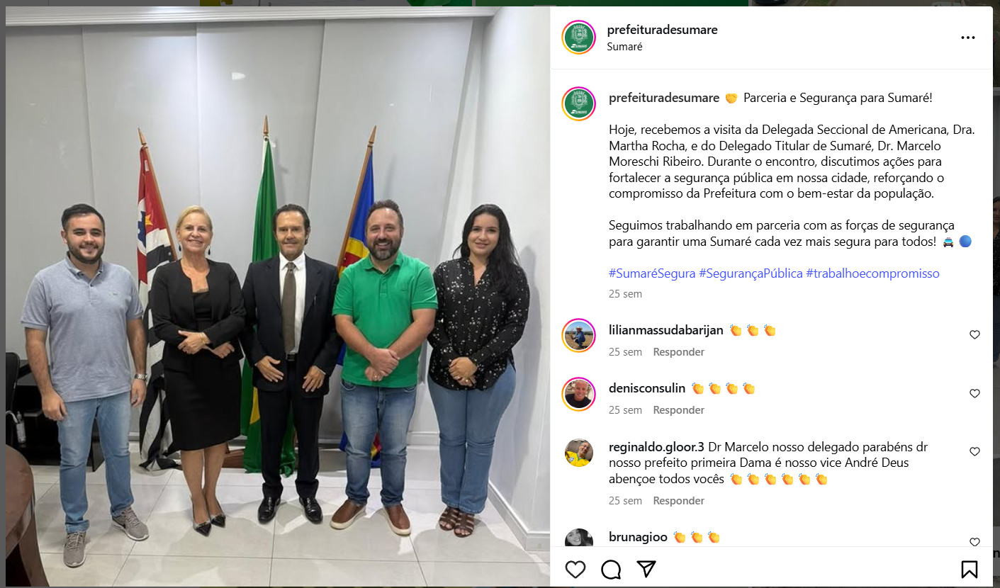 prefeituradesumare
Sumaré
prefeituradesumare 🤝 Parceria e Segurança para Sumaré!
Hoje, recebemos a visita da Delegada Seccional de Americana, Dra.
Martha Rocha, e do Delegado Titular de Sumaré, Dr. Marcelo
Moreschi Ribeiro. Durante o encontro, discutimos ações para
fortalecer a segurança pública em nossa cidade, reforçando o
compromisso da Prefeitura com o bem-estar da população.
Seguimos trabalhando em parceria com as forças de segurança
para garantir uma Sumaré cada vez mais segura para todos! 🚔 🔵
#SumaréSegura #SegurançaPública #trabalhoecompromisso
25 sem
lilianmassudabarijan 👏 👏 👏
25 sem Responder
denisconsulin 👏 👏 👏 👏
25 sem Responder
reginaldo.gloor.3 Dr Marcelo nosso delegado parabéns dr
nosso prefeito primeira Dama é nosso vice André Deus
abençoe todos vocês 👏 👏 👏 👏 👏 👏
25 sem Responder
brunagioo 👏 👏 👏